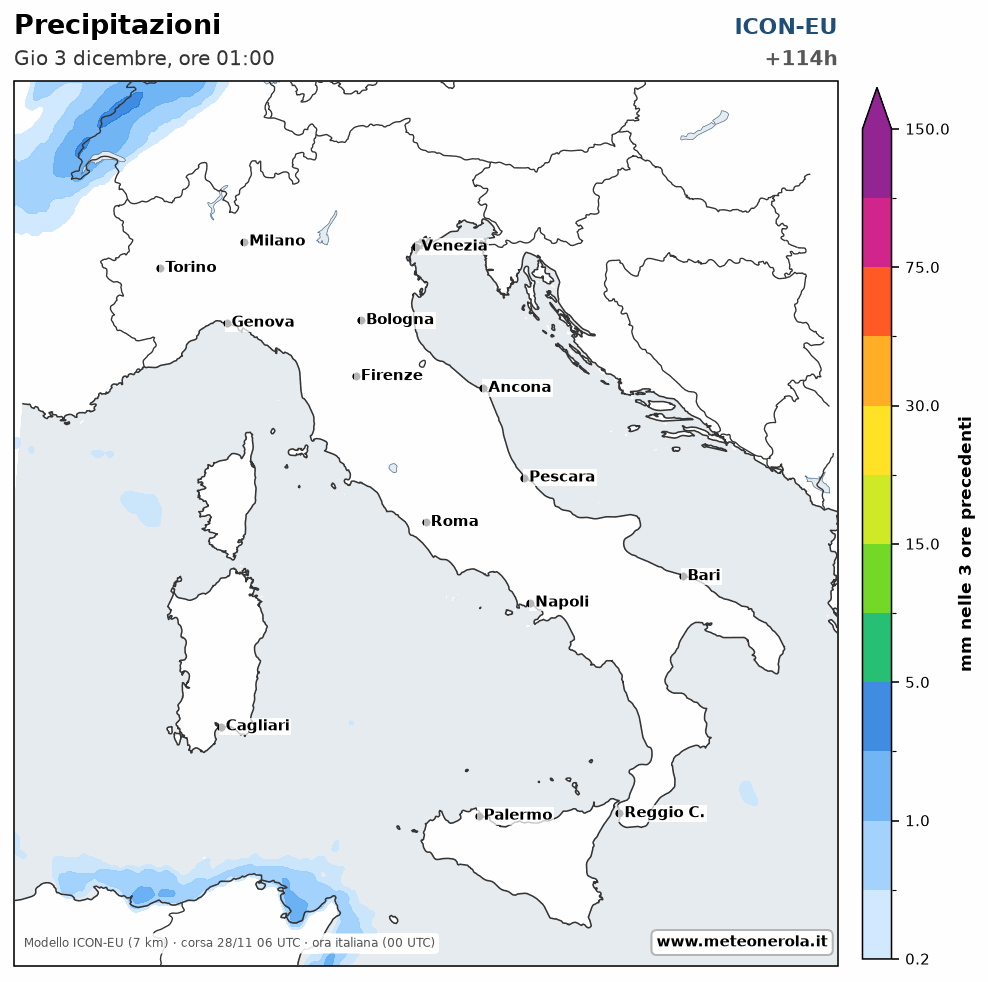 Precipitazioni
ICON-EU
Gio 3 dicembre, ore 01:00
+114h
150.0
75.0
30.0
15.0
5.0
1.0
0.2
mm nelle 3 ore precedenti
Milano
Venezia
Torino
Genova
Bologna
Firenze
Ancona
Pescara
Roma
Bari
Napoli
Cagliari
Palermo
Reggio C.
Modello ICON-EU (7 km) · corsa 28/11 06 UTC · ora italiana (00 UTC)
www.meteonerola.it